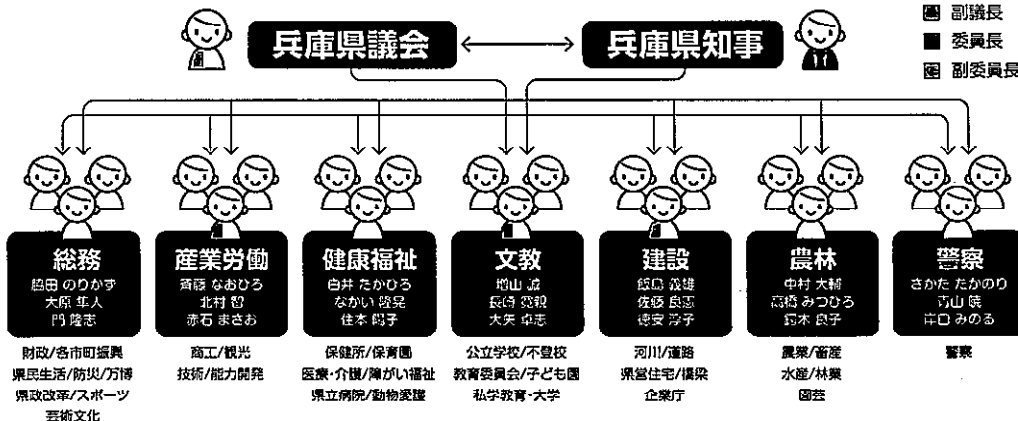 副議長
委員長
副委員長
兵庫県議会
兵庫県知事
総務
脇田 のりかず
大原 隼人
門 隆志
財政/各市町振興
県民生活/防災/万博
県政改革/スポーツ
芸術文化
産業労働
斉藤 なおひろ
北村 智
赤石 まさお
商工/観光
技術/能力開発
健康福祉
白井 たかひろ
なかい 隆晃
住本 陽子
保健所/保育園
医療・介護/障がい福祉
県立病院/動物愛護
文教
増山 誠
長崎 寛親
大矢 卓志
公立学校/不登校
教育委員会/子ども園
私学教育・大学
建設
飯島 義雄
佐藤 良憲
徳安 淳子
河川/道路
県営住宅/橋梁
企業庁
農林
中村 大輔
高橋 みつひろ
鈴木 良子
農業/畜産
水産/林業
園芸
警察
さかた たかのり
青山 暁
岸口 みのる
警察